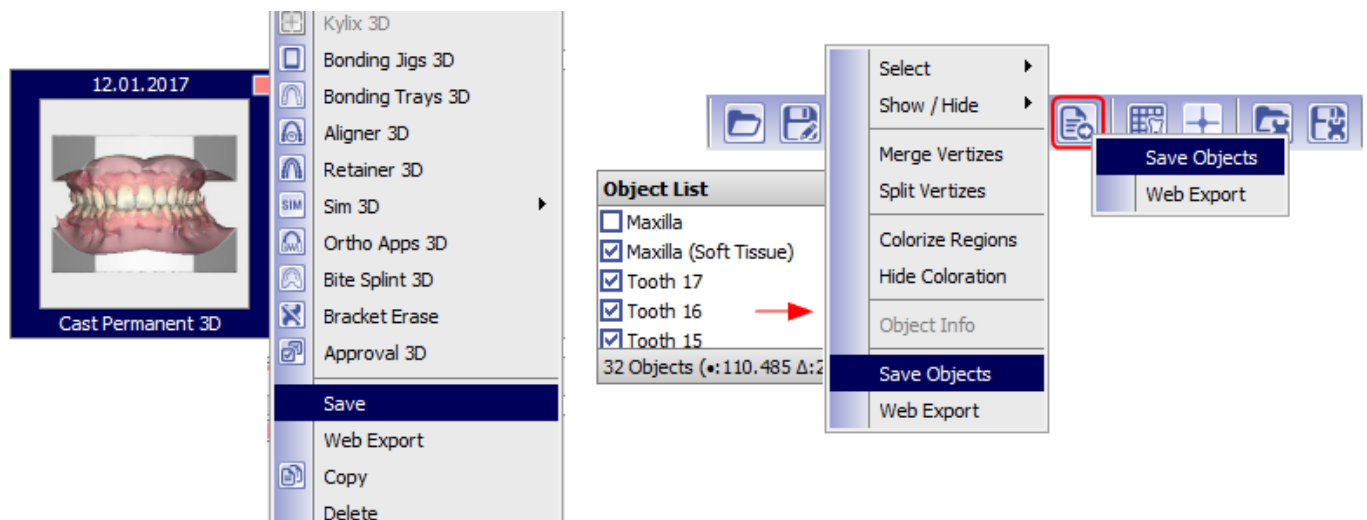 12.01.2017
Cast Permanent 3D
Kylix 3D
Bonding Jigs 3D
Bonding Trays 3D
Aligner 3D
Retainer 3D
SIM Sim 3D
Ortho Apps 3D
Bite Splint 3D
Bracket Erase
Approval 3D
Save
Web Export
Copy
Delete
Object List
Maxilla
Maxilla (Soft Tissue)
Tooth 17
Tooth 16
Tooth 15
32 Objects (•:110.485 Δ:2
Select
Show / Hide
Merge Vertizes
Split Vertizes
Colorize Regions
Hide Coloration
Object Info
Save Objects
Web Export
Save Objects
Web Export